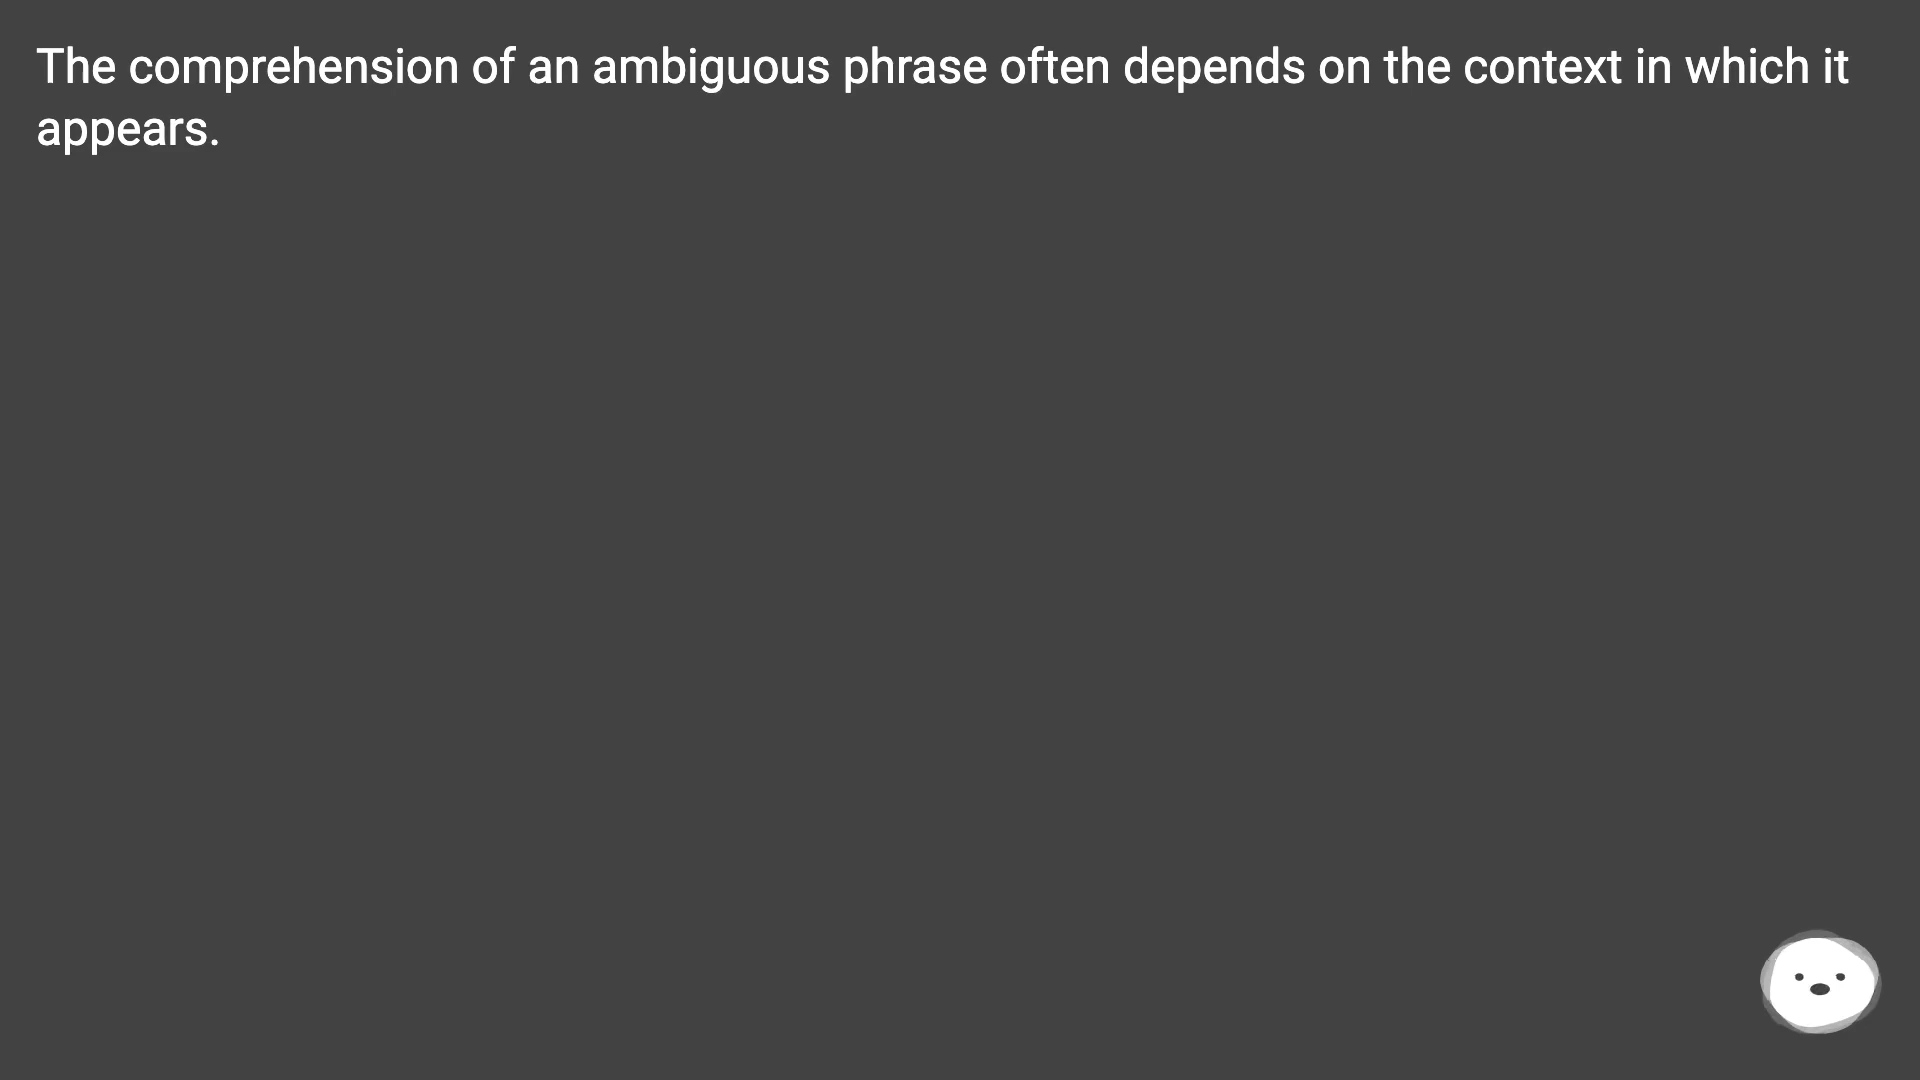 The comprehension of an ambiguous phrase often depends on the context in which it
appears.